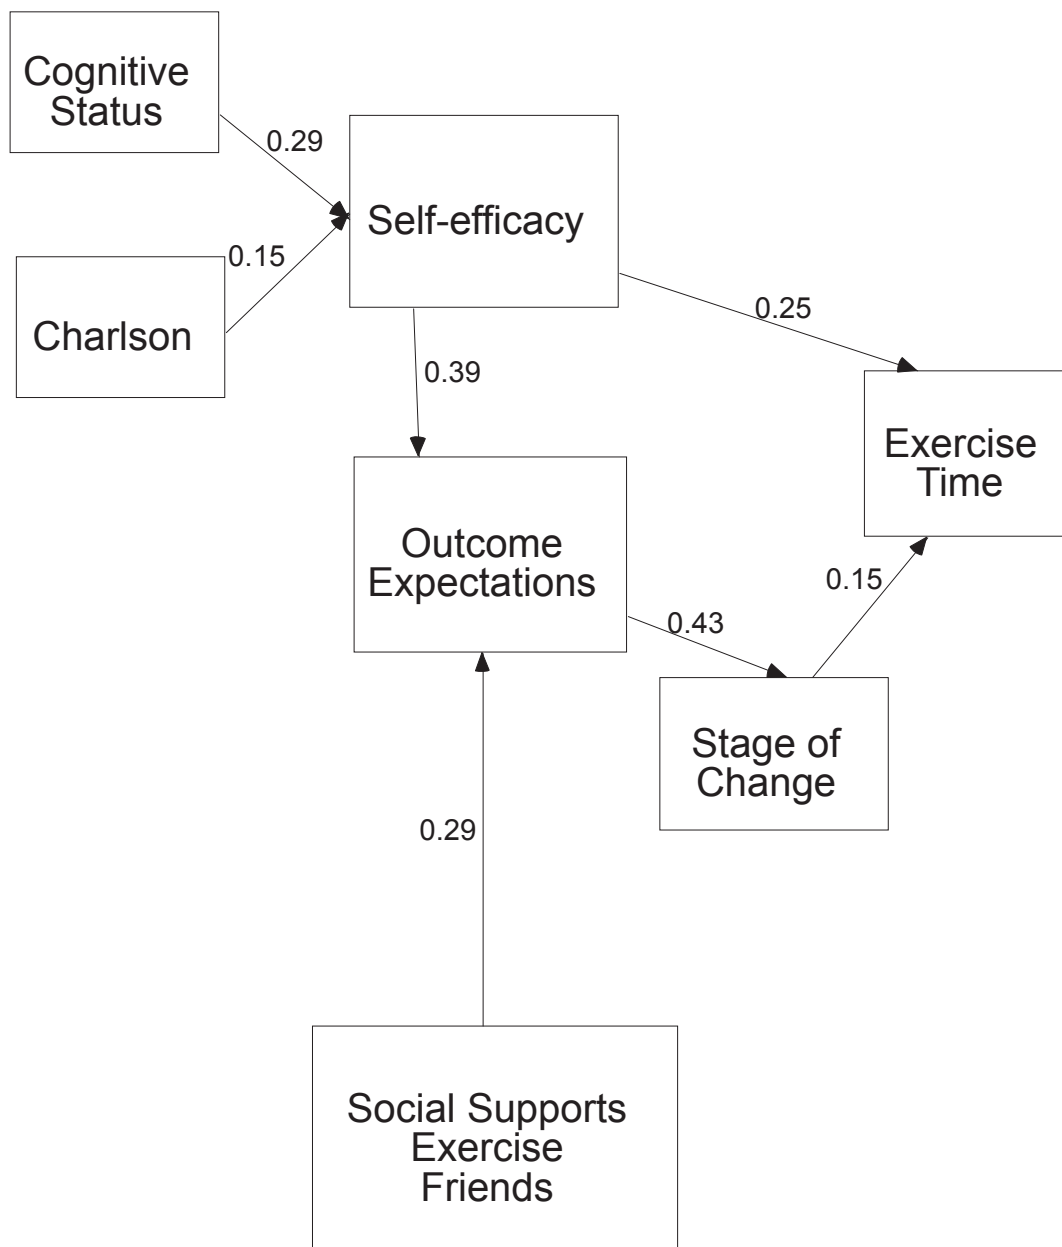 Cognitive
Status
0.29
Self-efficacy
0.15
Charlson
0.25
0.39
Exercise
Time
Outcome
Expectations
0.15
0.43
Stage of
Change
0.29
Social Supports
Exercise
Friends